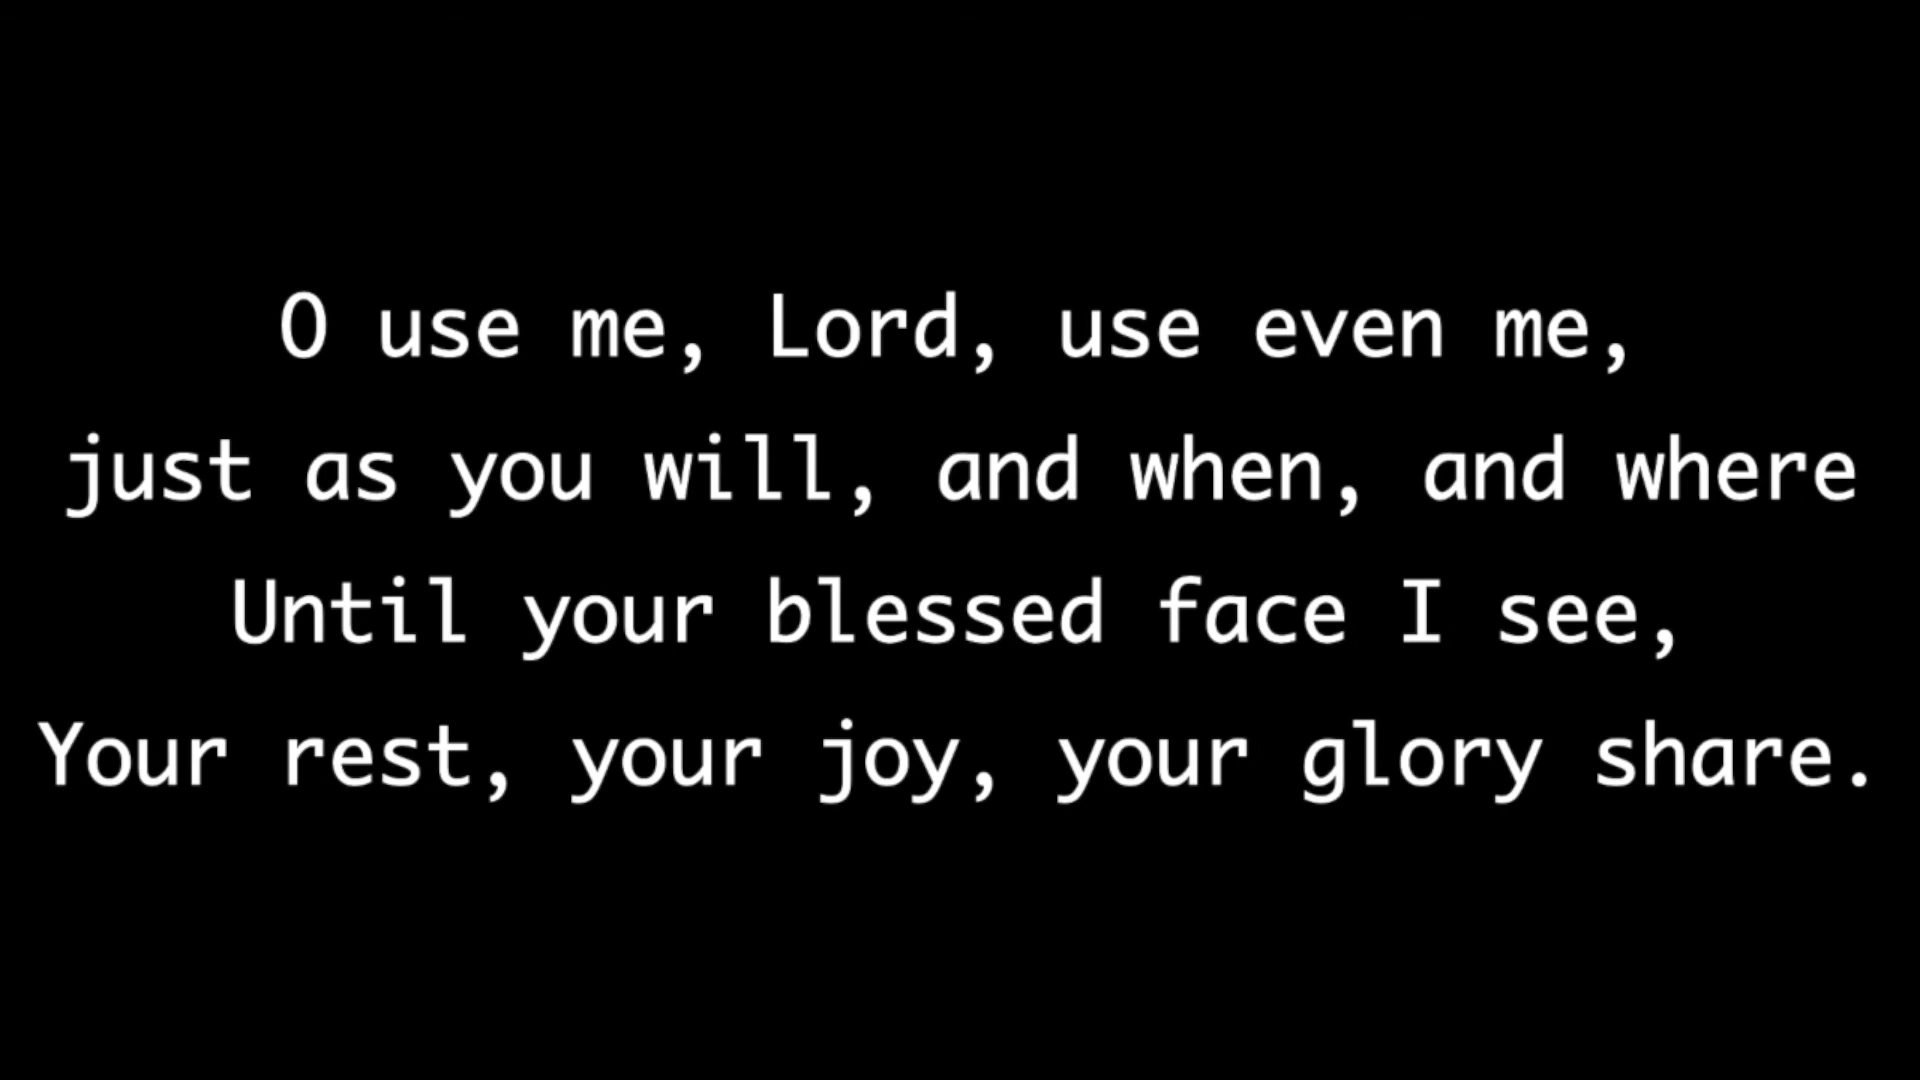 O use me, Lord, use even me,
just as you will, and when, and where
Until your blessed face I see,
Your rest, your joy, your glory share.